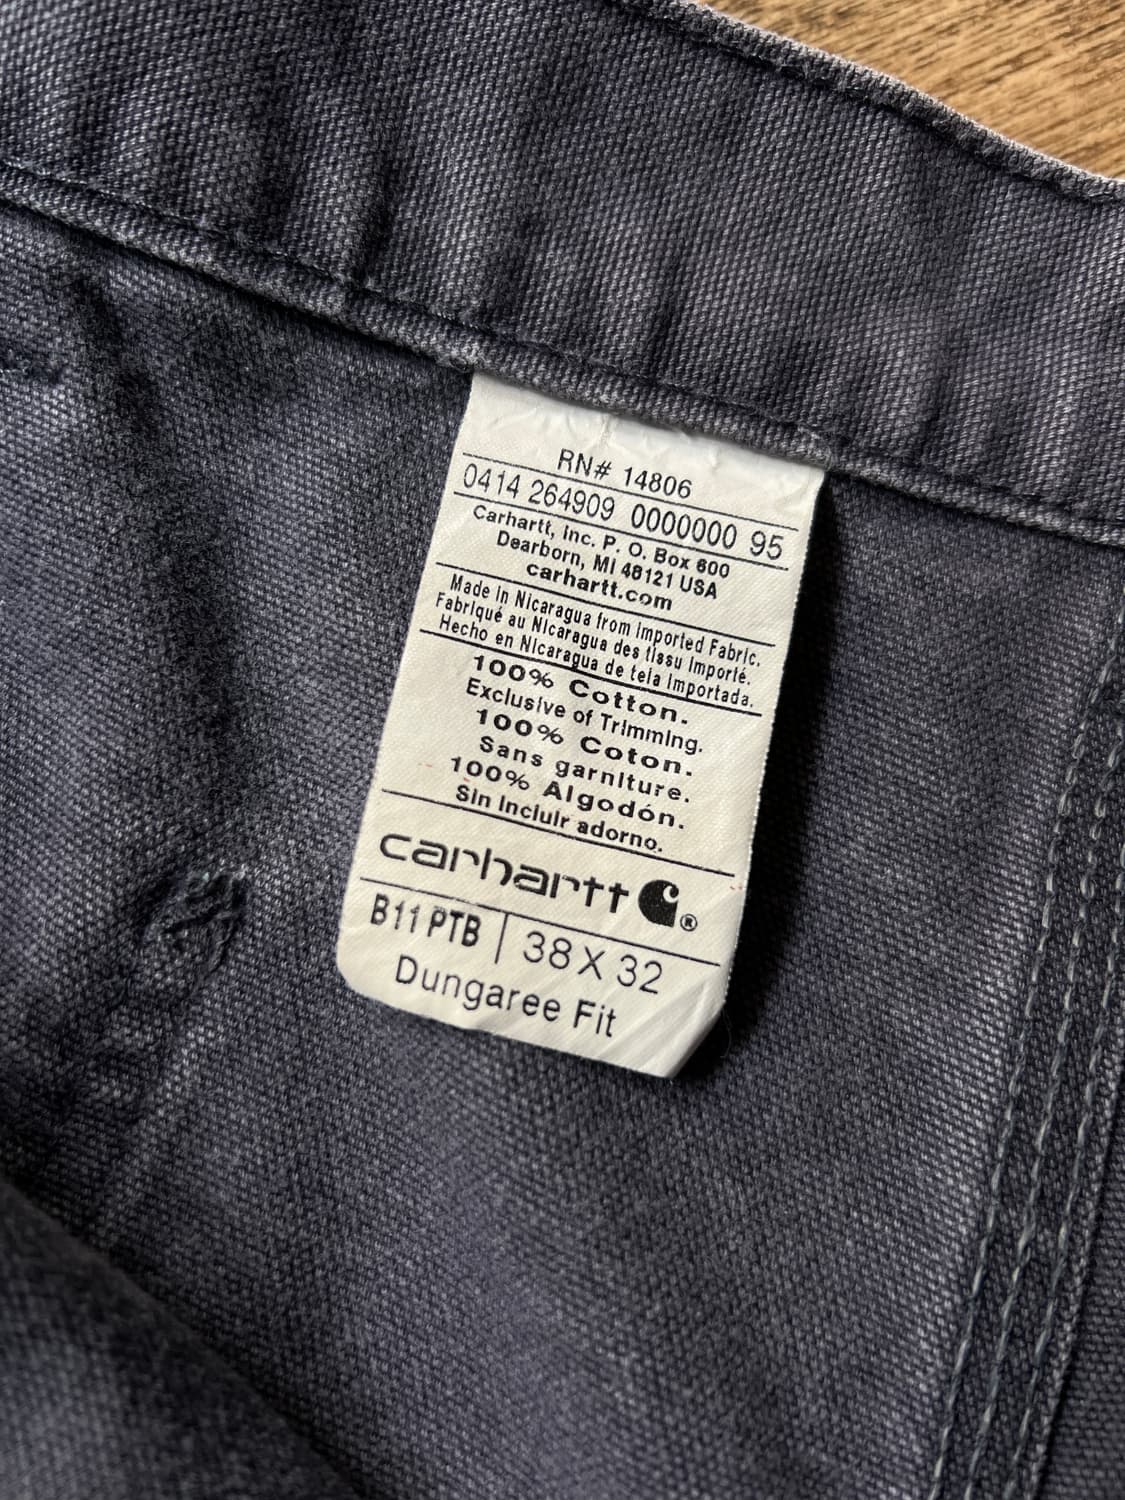 RN# 14806
0414 264909 0000000 95
Carhartt, Inc. P. O. Box 600
Dearborn, MI 48121 USA
carhartt.com
Made in Nicaragua from Imported Fabric.
Fabriqué au Nicaragua des tissu Importé.
Hecho en Nicaragua de tela Importada.
100% Cotton.
Exclusive of Trimming.
100% Coton.
Sans garniture.
100% Algodón.
Sin incluir adorno.
carhartt ®
B11 PTB | 38 X 32
Dungaree Fit